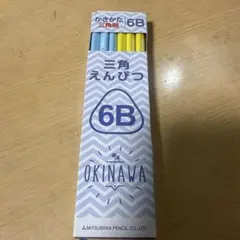 かきかた
三角軸
6B
三角
えんぴつ
6B
OKINAWA
MITSUBISHI PENCIL CO., LTD.